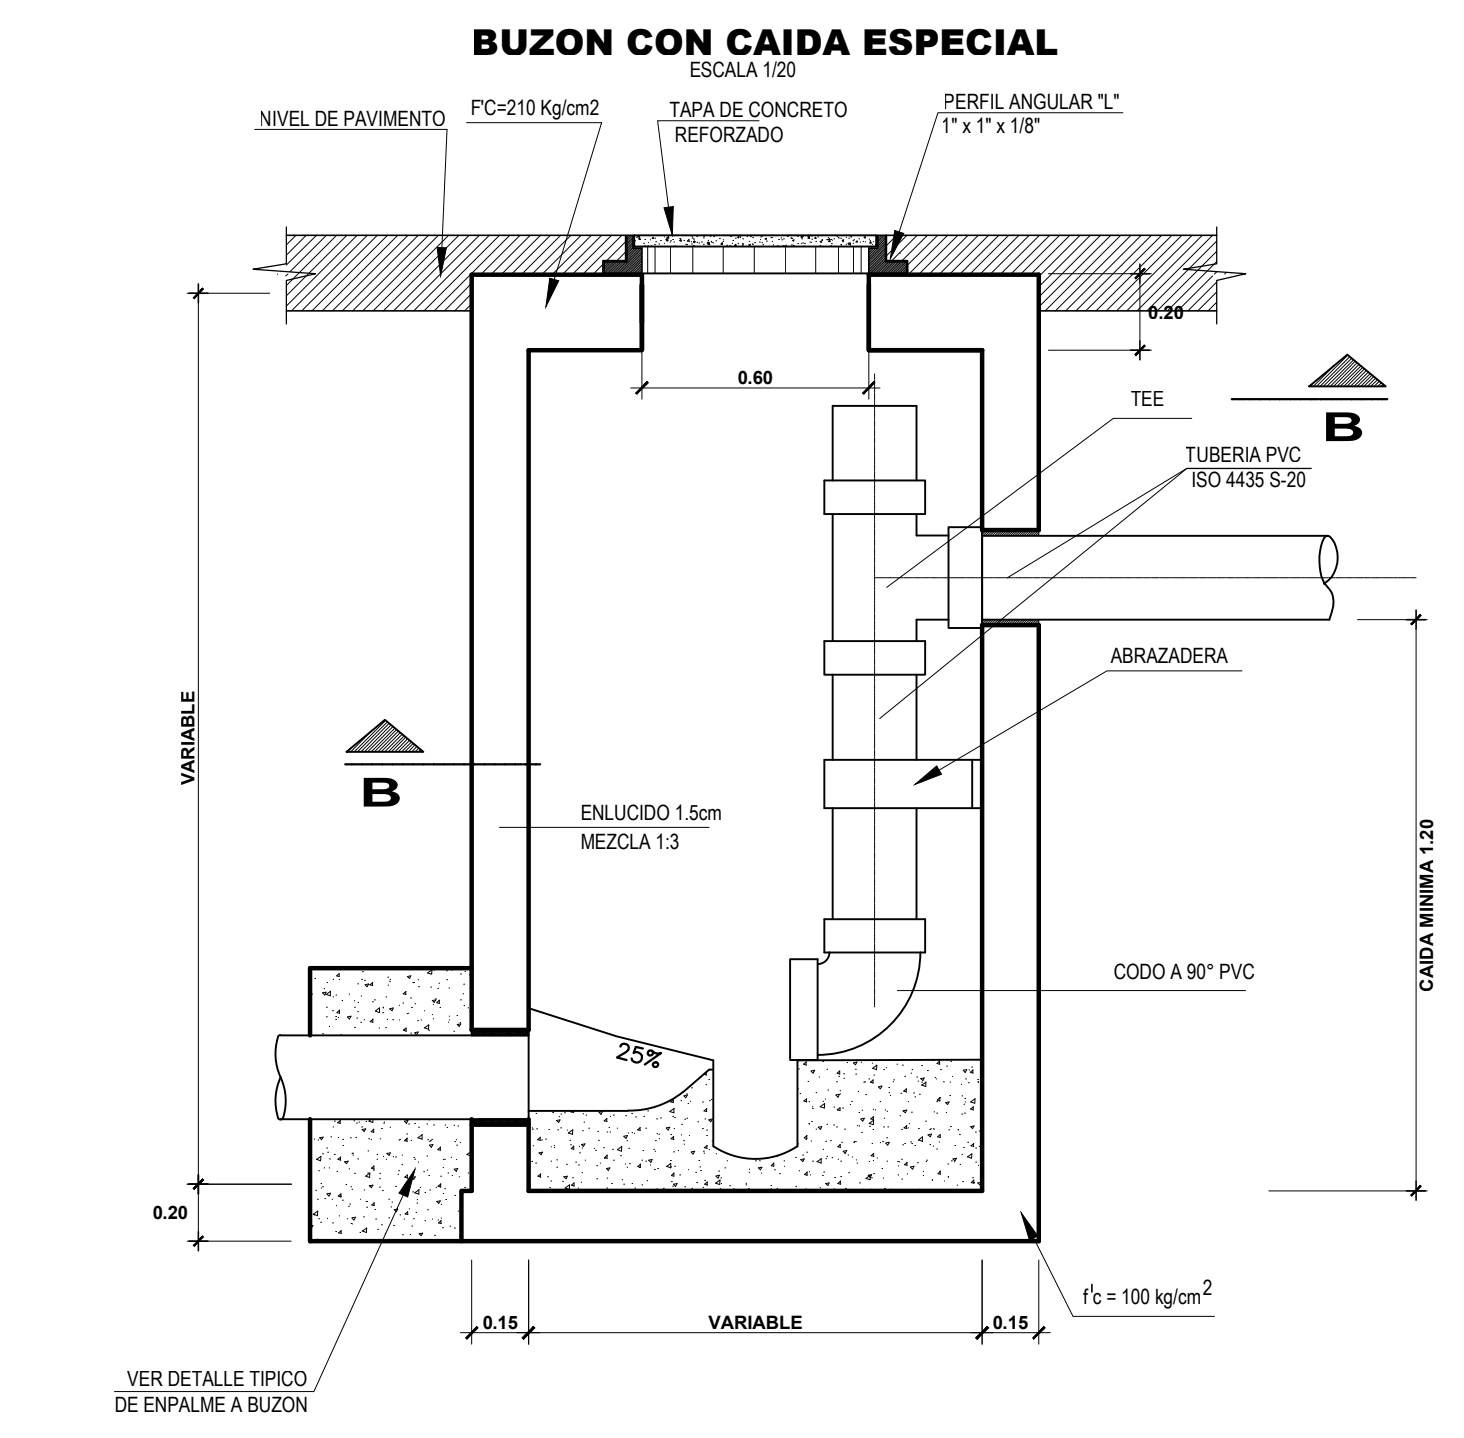 BUZON CON CAIDA ESPECIAL
ESCALA 1/20
NIVEL DE PAVIMENTO
F'C=210 Kg/cm2
TAPA DE CONCRETO
REFORZADO
PERFIL ANGULAR "L"
1" x 1" x 1/8"
0.20
0.60
TEE
B
TUBERIA PVC
ISO 4435 S-20
ABRAZADERA
VARIABLE
B
ENLUCIDO 1.5cm
MEZCLA 1:3
CAIDA MINIMA 1.20
CODO A 90° PVC
25%
0.20
f'c = 100 kg/cm2
0.15
VARIABLE
0.15
VER DETALLE TIPICO
DE ENPALME A BUZON